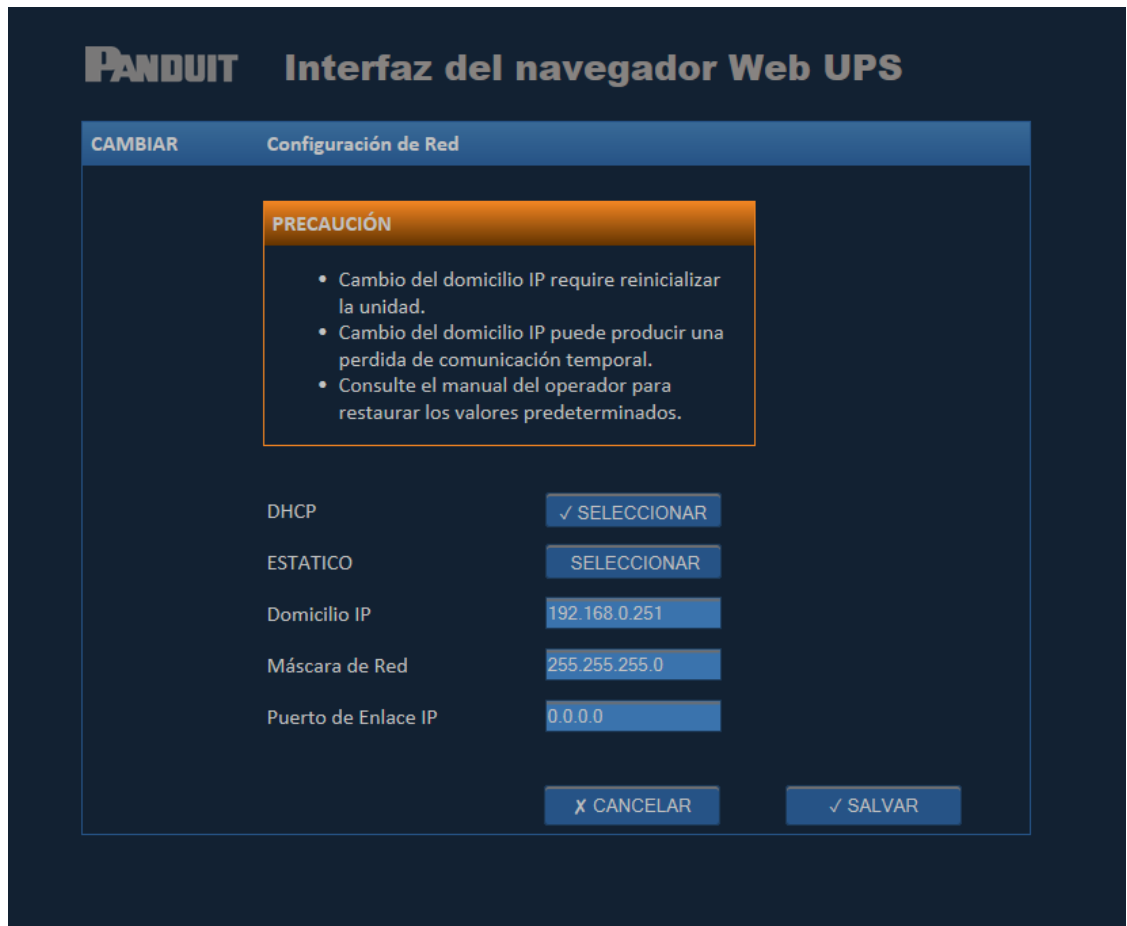 PANDUIT Interfaz del navegador Web UPS
CAMBIAR Configuración de Red
PRECAUCIÓN
• Cambio del domicilio IP require reinicializar
la unidad.
• Cambio del domicilio IP puede producir una
perdida de comunicación temporal.
• Consulte el manual del operador para
restaurar los valores predeterminados.
DHCP ✓ SELECCIONAR
ESTATICO SELECCIONAR
Domicilio IP 192.168.0.251
Máscara de Red 255.255.255.0
Puerto de Enlace IP 0.0.0.0
✗ CANCELAR ✓ SALVAR